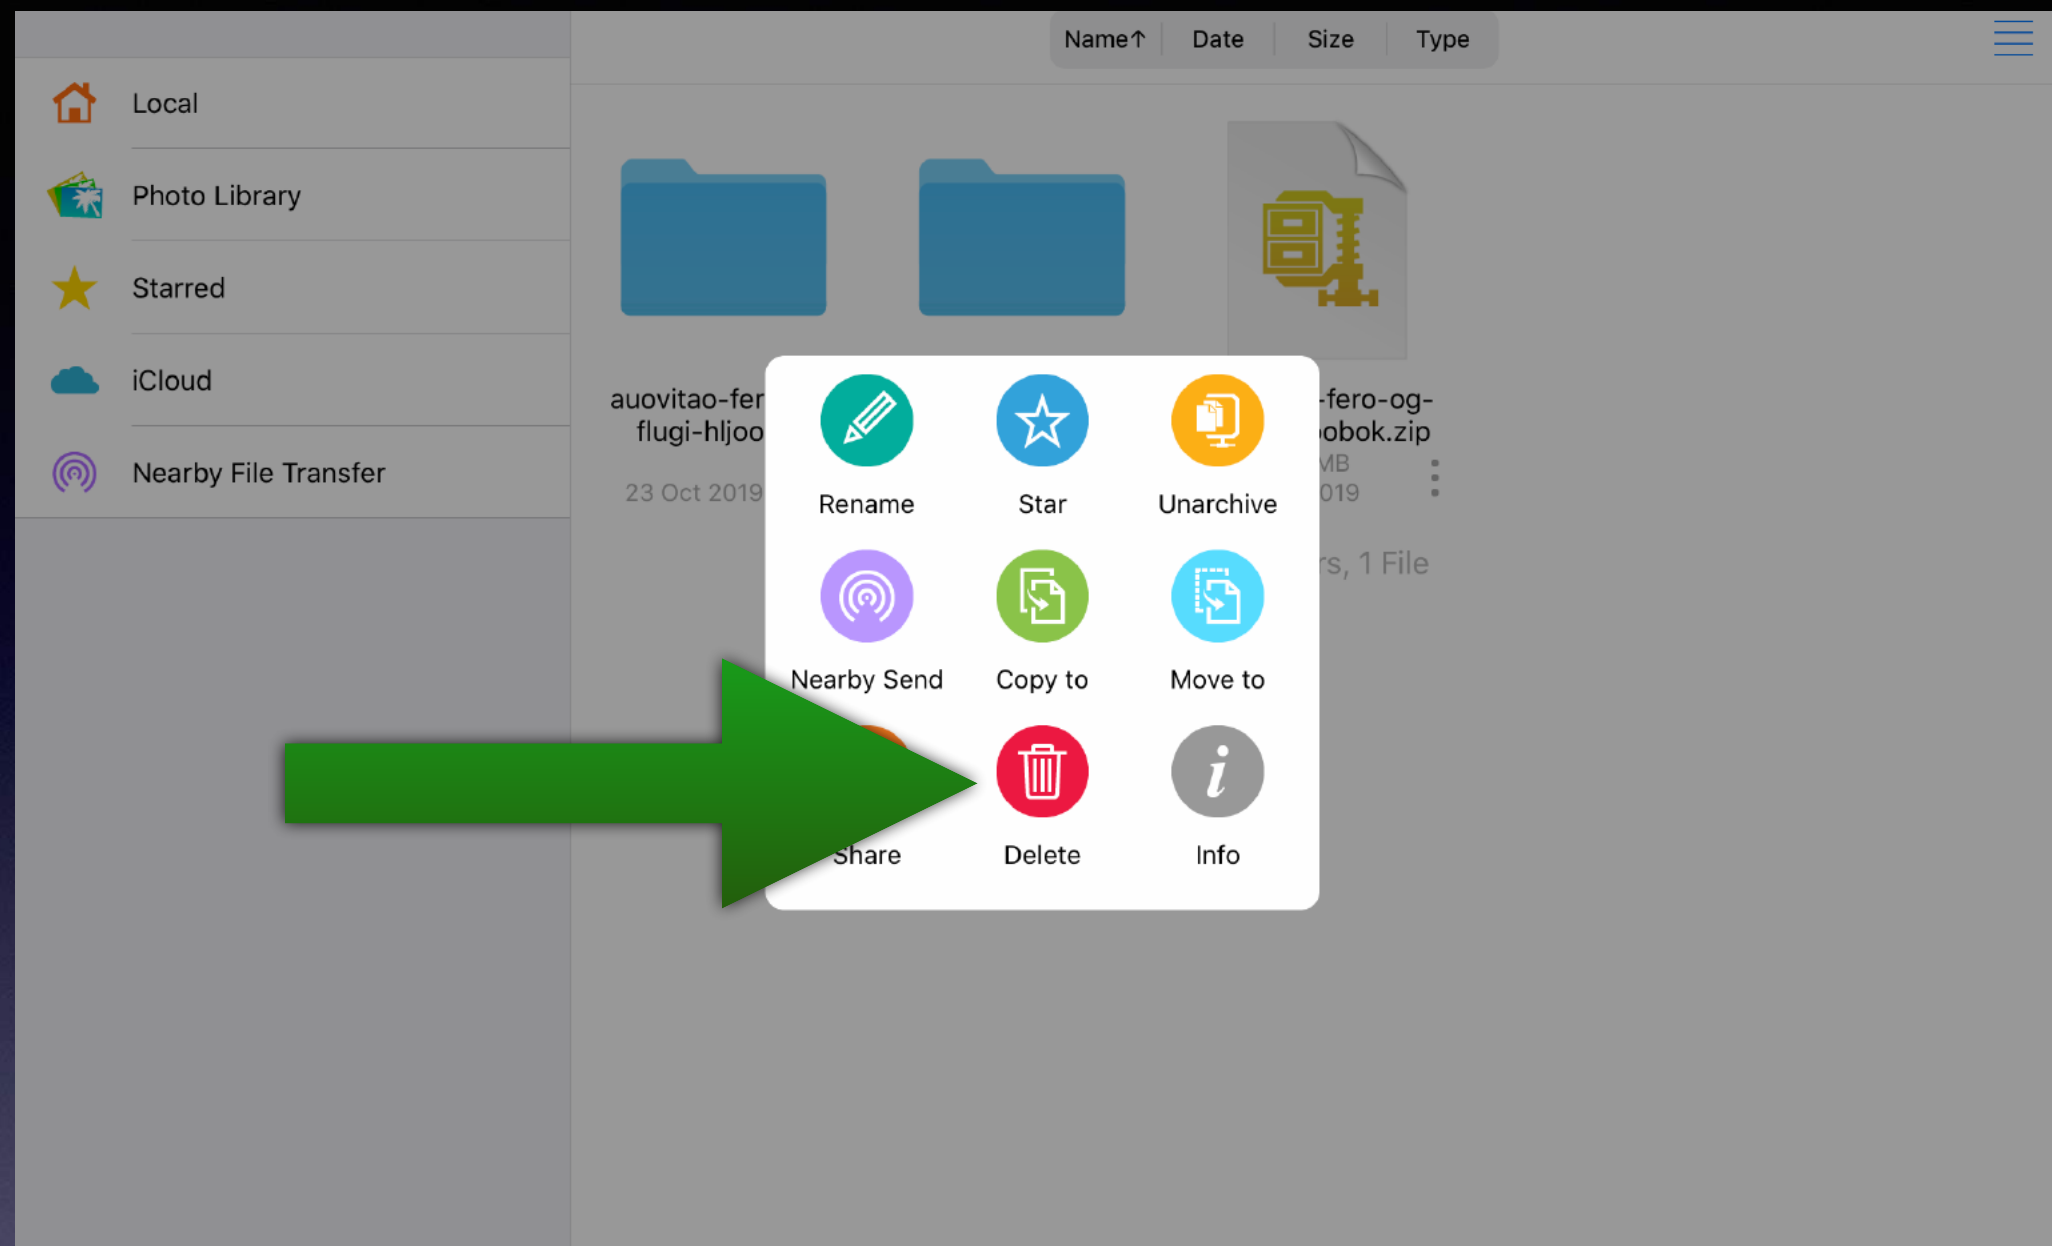 Name↑ Date Size Type
Local
Photo Library
Starred
iCloud
Nearby File Transfer
auovitao-fer
flugi-hljoo
23 Oct 2019
-fero-og-
obok.zip
MB
019
rs, 1 File
Rename Star Unarchive
Nearby Send Copy to Move to
Share Delete Info